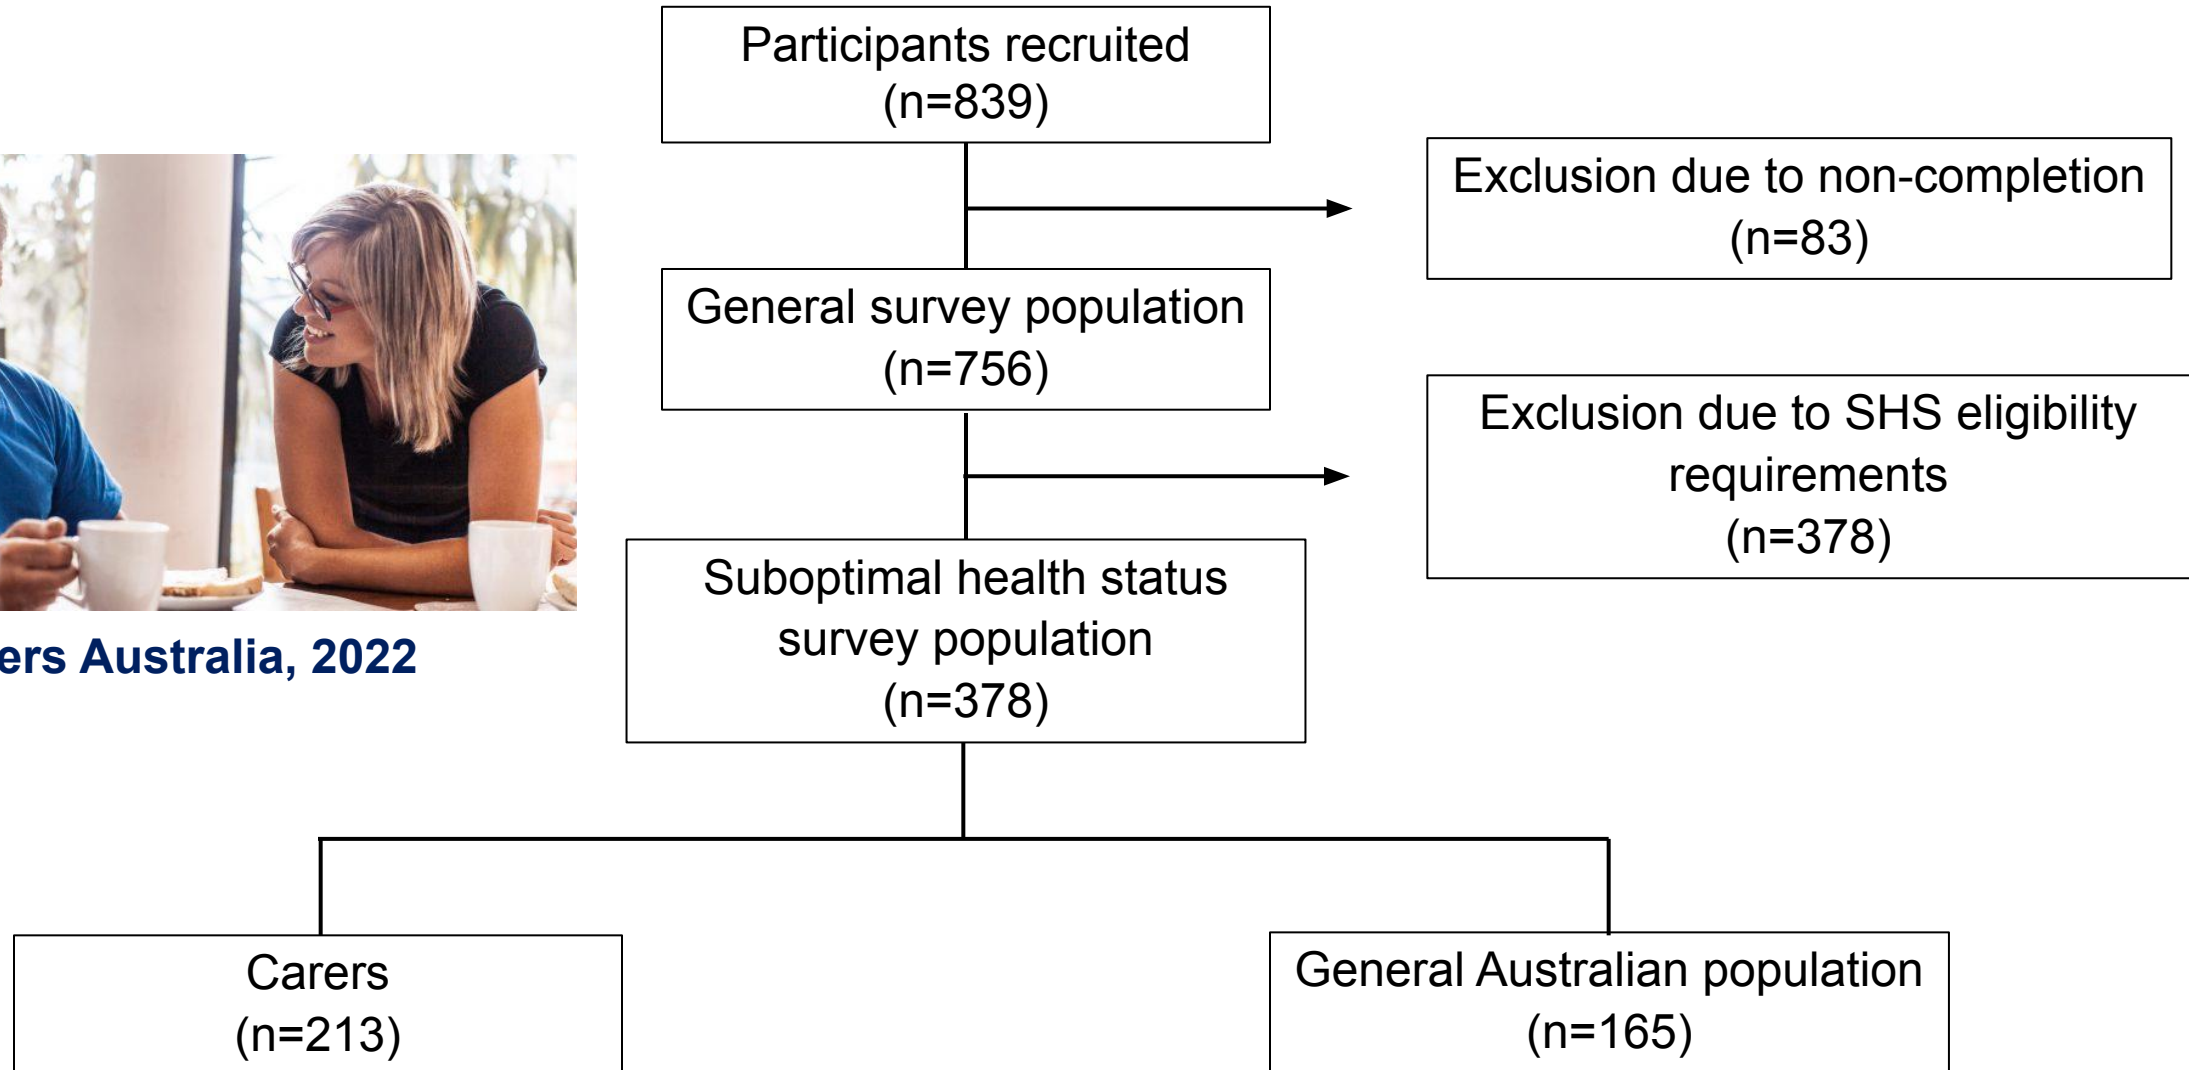 Participants recruited
(n=839)
Exclusion due to non-completion
(n=83)
General survey population
(n=756)
Exclusion due to SHS eligibility
requirements
(n=378)
Suboptimal health status
survey population
(n=378)
ers Australia, 2022
Carers
(n=213)
General Australian population
(n=165)